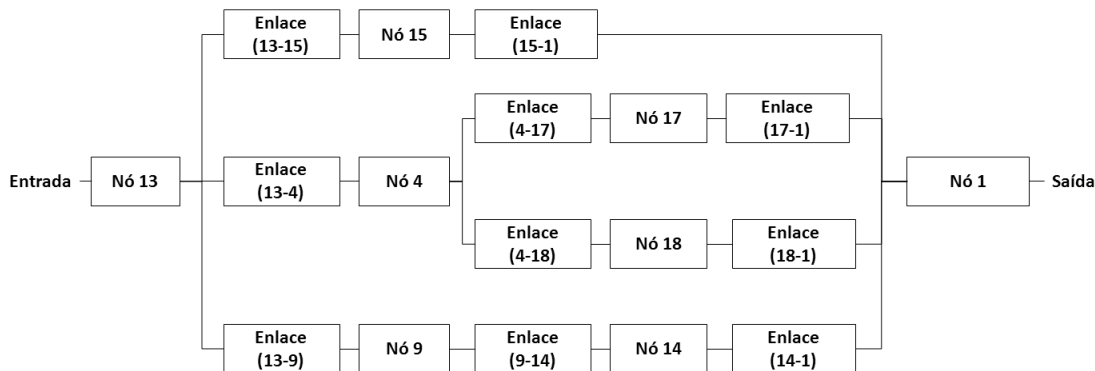 Enlace
(13-15)
Nó 15
Enlace
(15-1)
Enlace
(4-17)
Nó 17
Enlace
(17-1)
Entrada
Nó 13
Enlace
(13-4)
Nó 4
Nó 1
Saída
Enlace
(4-18)
Nó 18
Enlace
(18-1)
Enlace
(13-9)
Nó 9
Enlace
(9-14)
Nó 14
Enlace
(14-1)